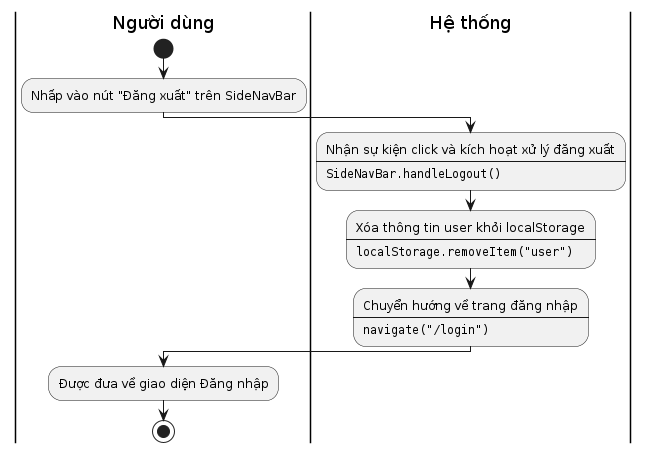 Người dùng
Hệ thống
Nhấp vào nút "Đăng xuất" trên SideNavBar
Nhận sự kiện click và kích hoạt xử lý đăng xuất
SideNavBar.handleLogout()
Xóa thông tin user khỏi localStorage
localStorage.removeItem("user")
Chuyển hướng về trang đăng nhập
navigate("/login")
Được đưa về giao diện Đăng nhập